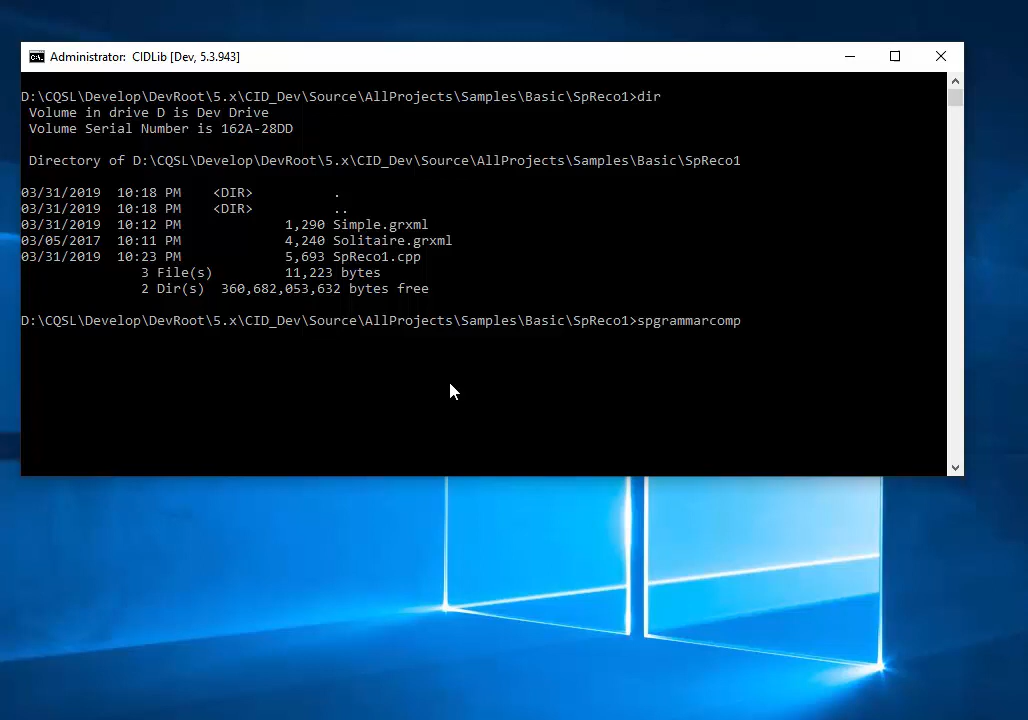 Administrator: CIDLib [Dev, 5.3.943]
D:\CQSL\Develop\DevRoot\5.x\CID_Dev\Source\AllProjects\Samples\Basic\SpReco1>dir
Volume in drive D is Dev Drive
Volume Serial Number is 162A-28DD
Directory of D:\CQSL\Develop\DevRoot\5.x\CID_Dev\Source\AllProjects\Samples\Basic\SpReco1
03/31/2019  10:18 PM    <DIR>          .
03/31/2019  10:18 PM    <DIR>          ..
03/31/2019  10:12 PM             1,290 Simple.grxml
03/05/2017  10:11 PM             4,240 Solitaire.grxml
03/31/2019  10:23 PM             5,693 SpReco1.cpp
3 File(s)         11,223 bytes
2 Dir(s)  360,682,053,632 bytes free
D:\CQSL\Develop\DevRoot\5.x\CID_Dev\Source\AllProjects\Samples\Basic\SpReco1>spgrammarcomp